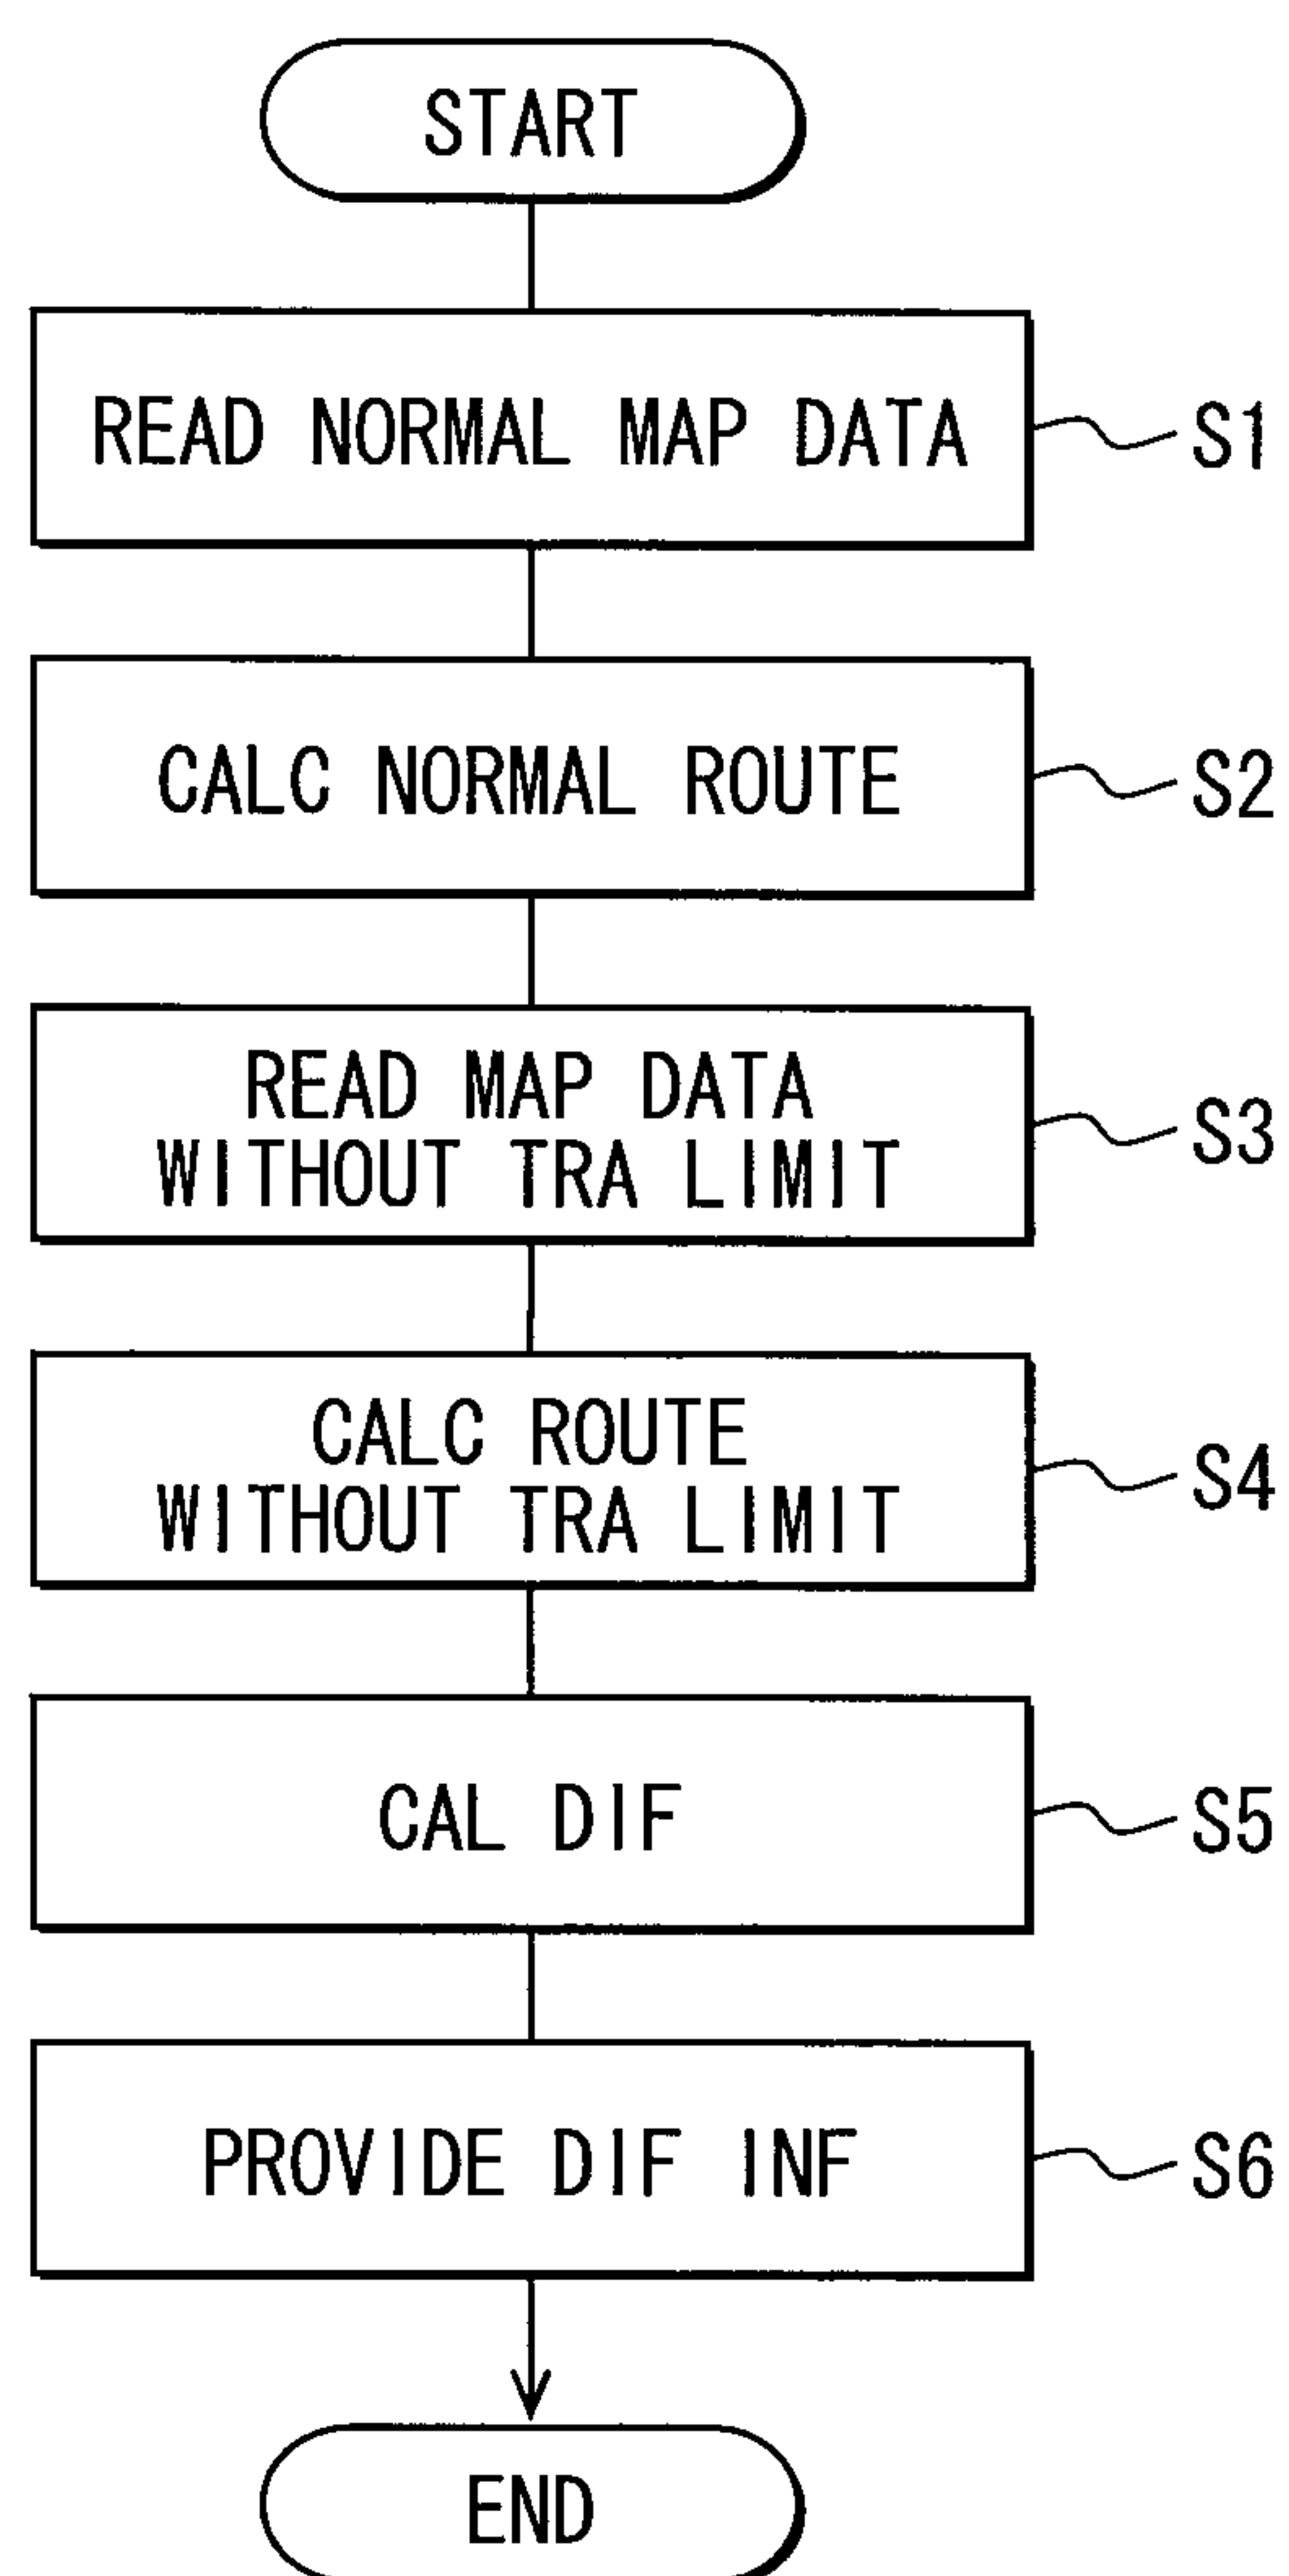 START
READ NORMAL MAP DATA
S1
CALC NORMAL ROUTE
S2
READ MAP DATA
WITHOUT TRA LIMIT
S3
CALC ROUTE
WITHOUT TRA LIMIT
S4
CAL DIF
S5
PROVIDE DIF INF
S6
END